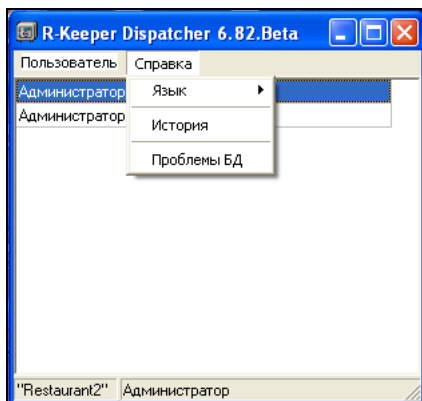 R-Keeper Dispatcher 6.82.Beta
Пользователь Справка
Администратор
Язык
Администратор
История
Проблемы БД
"Restaurant2" Администратор